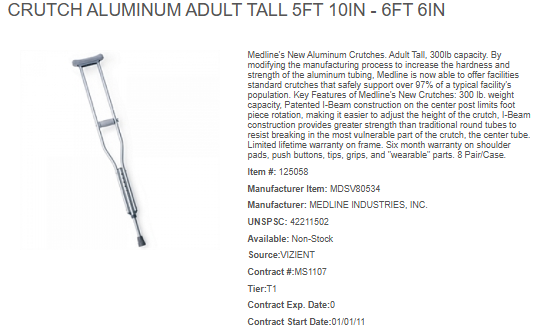 CRUTCH ALUMINUM ADULT TALL 5FT 10IN - 6FT 6IN
Medline's New Aluminum Crutches. Adult Tall, 300lb capacity. By
modifying the manufacturing process to increase the hardness and
strength of the aluminum tubing, Medline is now able to offer facilities
standard crutches that safely support over 97% of a typical facility's
population. Key Features of Medline's New Crutches: 300 lb. weight
capacity, Patented I-Beam construction on the center post limits foot
piece rotation, making it easier to adjust the height of the crutch, I-Beam
construction provides greater strength than traditional round tubes to
resist breaking in the most vulnerable part of the crutch, the center tube.
Limited lifetime warranty on frame. Six month warranty on shoulder
pads, push buttons, tips, grips, and "wearable" parts. 8 Pair/Case.
Item #: 125058
Manufacturer Item: MDSV80534
Manufacturer: MEDLINE INDUSTRIES, INC.
UNSPSC: 42211502
Available: Non-Stock
Source:VIZIENT
Contract #:MS1107
Tier:T1
Contract Exp. Date:0
Contract Start Date:01/01/11